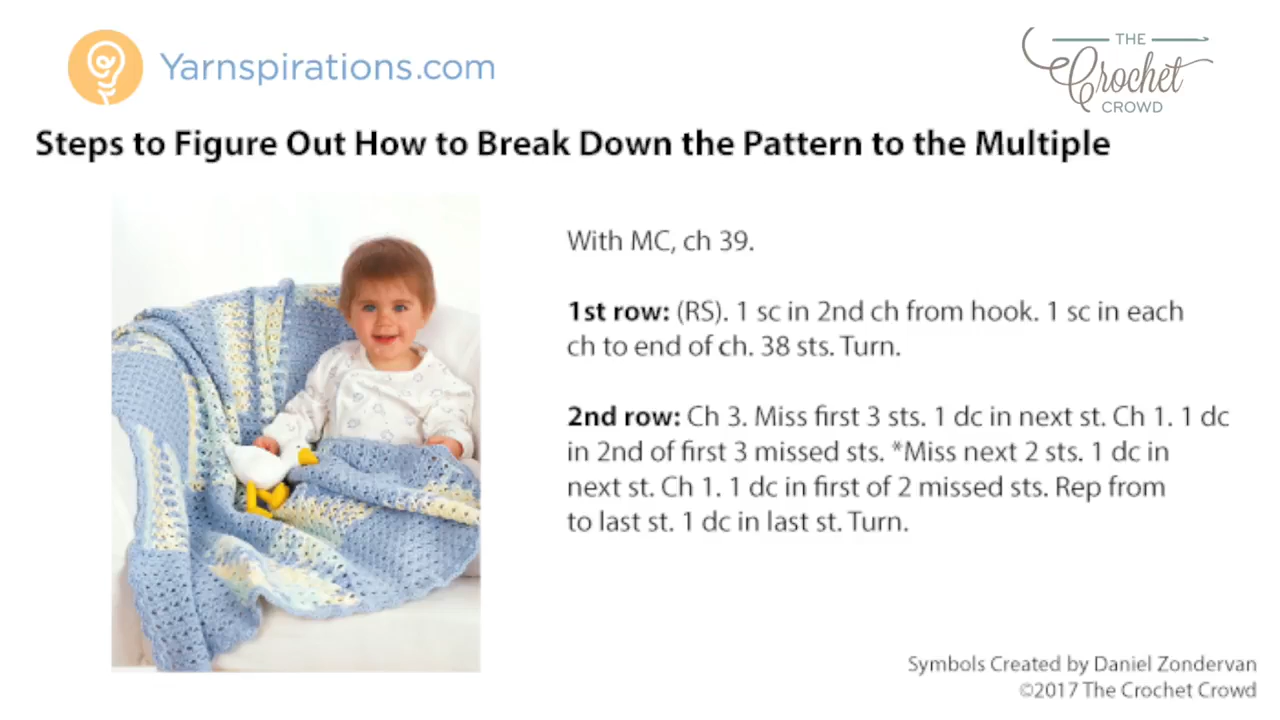 Yarnspirations.com
THE
Crochet
CROWD
Steps to Figure Out How to Break Down the Pattern to the Multiple
With MC, ch 39.
1st row: (RS). 1 sc in 2nd ch from hook. 1 sc in each
ch to end of ch. 38 sts. Turn.
2nd row: Ch 3. Miss first 3 sts. 1 dc in next st. Ch 1. 1 dc
in 2nd of first 3 missed sts. *Miss next 2 sts. 1 dc in
next st. Ch 1. 1 dc in first of 2 missed sts. Rep from
to last st. 1 dc in last st. Turn.
Symbols Created by Daniel Zondervan
©2017 The Crochet Crowd